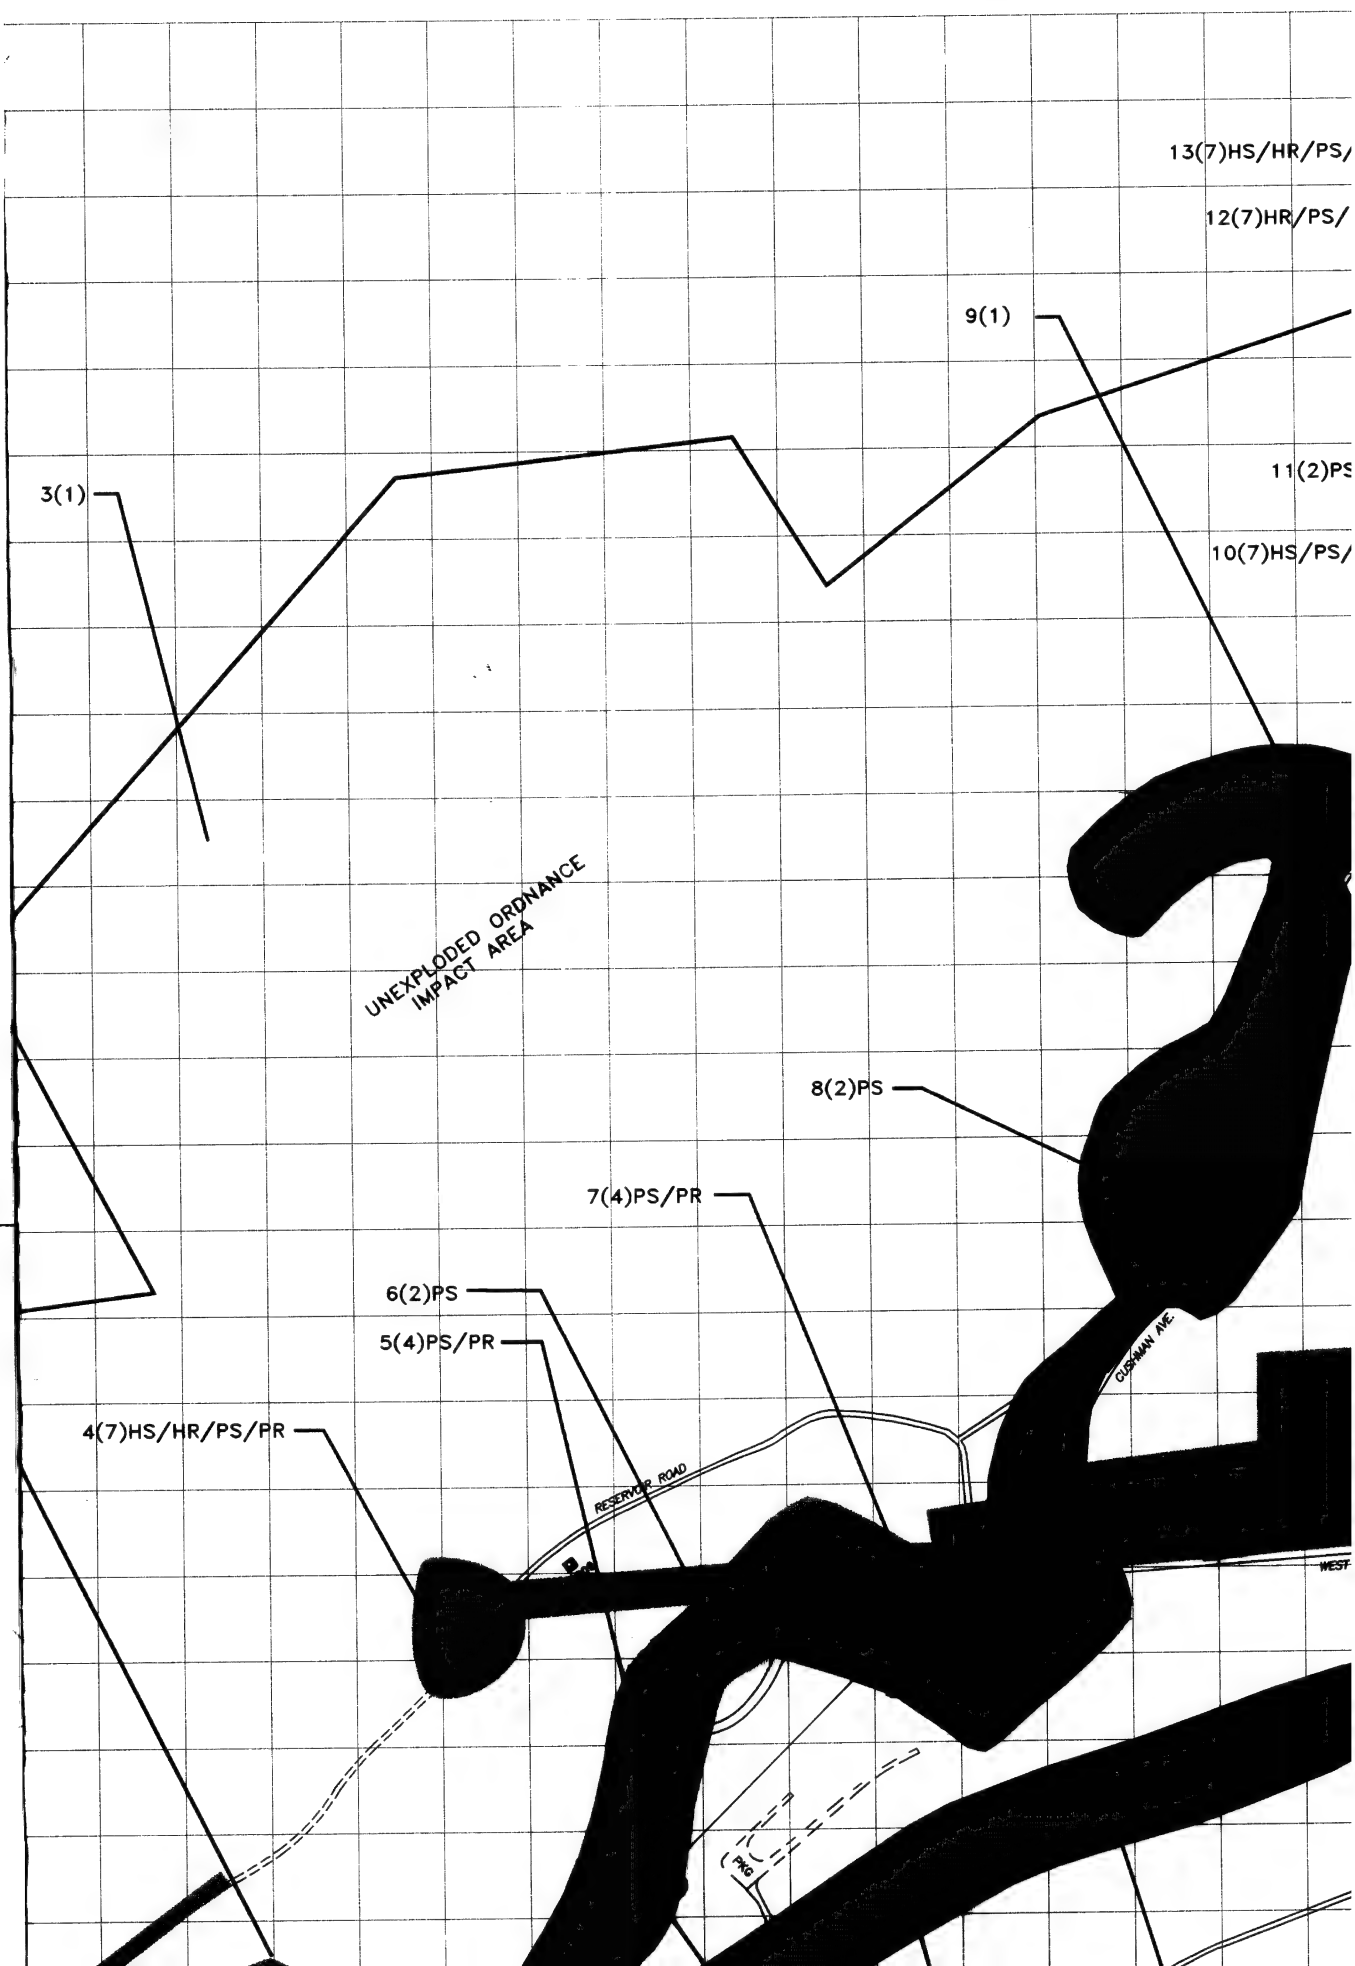 13(7)HS/HR/PS/
12(7)HR/PS/
9(1)
11(2)PS
3(1)
10(7)HS/PS/
UNEXPLODED ORDNANCE
IMPACT AREA
8(2)PS
7(4)PS/PR
6(2)PS
5(4)PS/PR
CUSHMAN AVE.
4(7)HS/HR/PS/PR
RESERVOIR ROAD
WEST
PKG